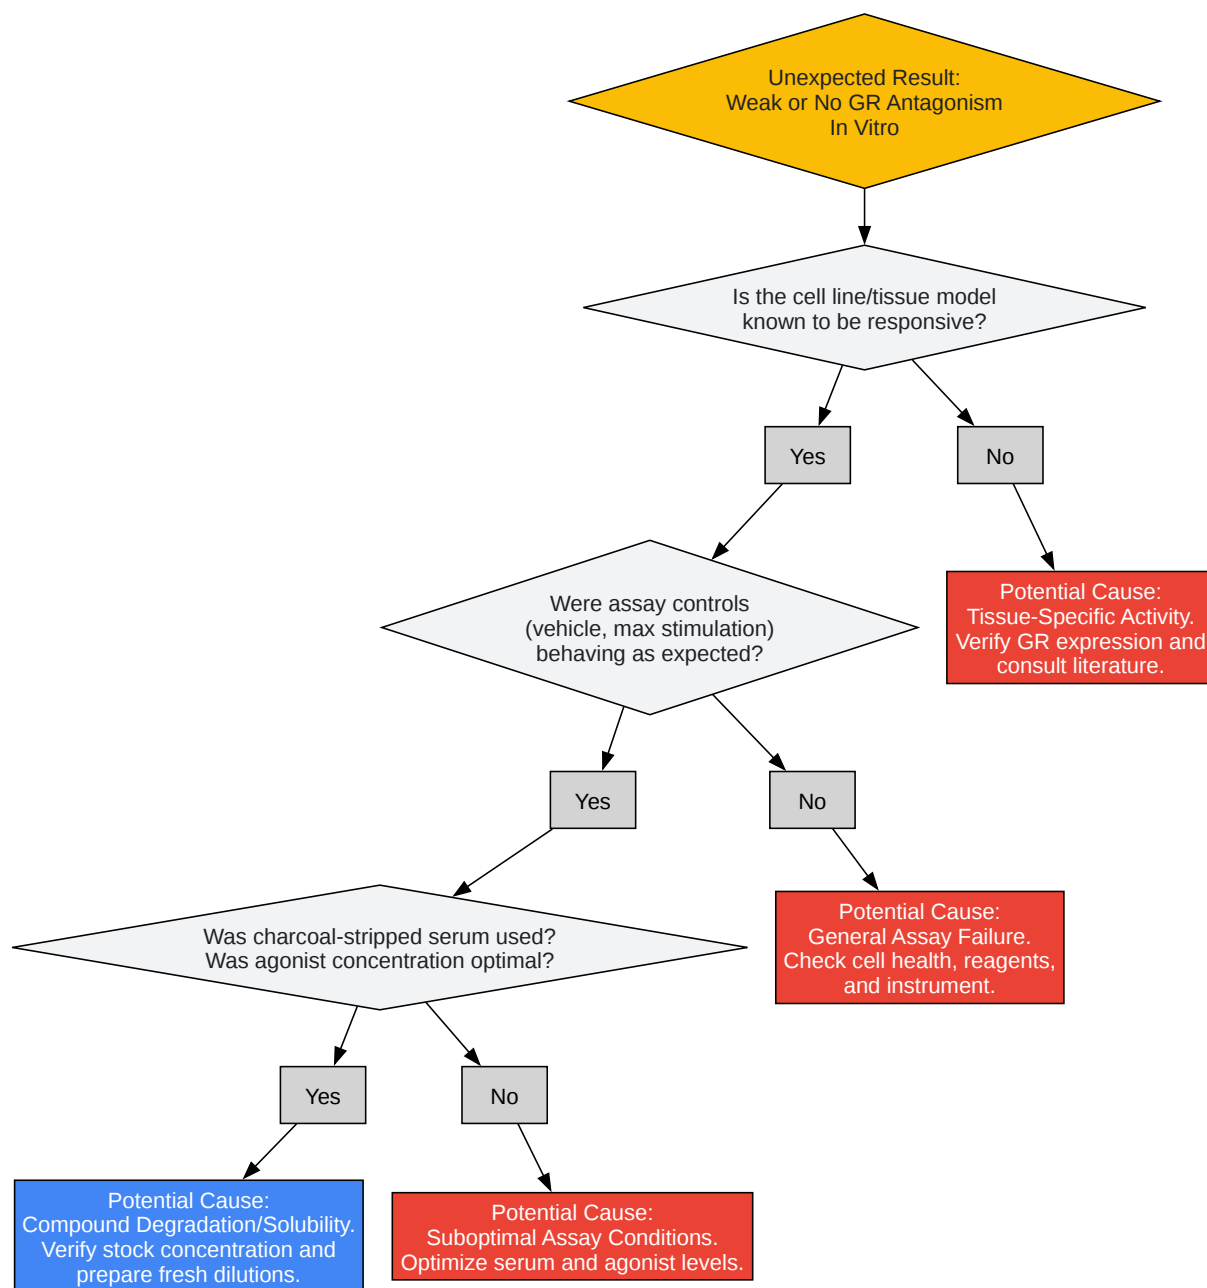 Unexpected Result:
Weak or No GR Antagonism
In Vitro
Is the cell line/tissue model
known to be responsive?
Yes
No
Were assay controls
(vehicle, max stimulation)
behaving as expected?
Potential Cause:
Tissue-Specific Activity.
Verify GR expression and
consult literature.
Yes
No
Was charcoal-stripped serum used?
Was agonist concentration optimal?
Potential Cause:
General Assay Failure.
Check cell health, reagents,
and instrument.
Yes
No
Potential Cause:
Compound Degradation/Solubility.
Verify stock concentration and
prepare fresh dilutions.
Potential Cause:
Suboptimal Assay Conditions.
Optimize serum and agonist levels.